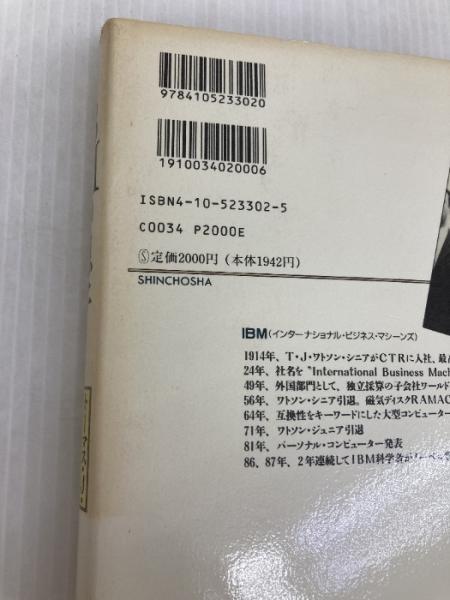 9784105233020
1910034020006
ISBN4-10-523302-5
C0034 P2000E
Ⓢ定価2000円(本体1942円)
SHINCHOSHA
IBM(インターナショナル・ビジネス・マシーンズ)
1914年、T・J・ワトソン・シニアがCTRに入社、最
24年、社名を“International Business Mach
49年、外国部門として、独立採算の子会社ワールド
56年、ワトソン・シニア引退。磁気ディスクRAMAC
64年、互換性をキーワードにした大型コンピューター
71年、ワトソン・ジュニア引退
81年、パーソナル・コンピューター発表
86、87年、2年連続してIBM科学者が